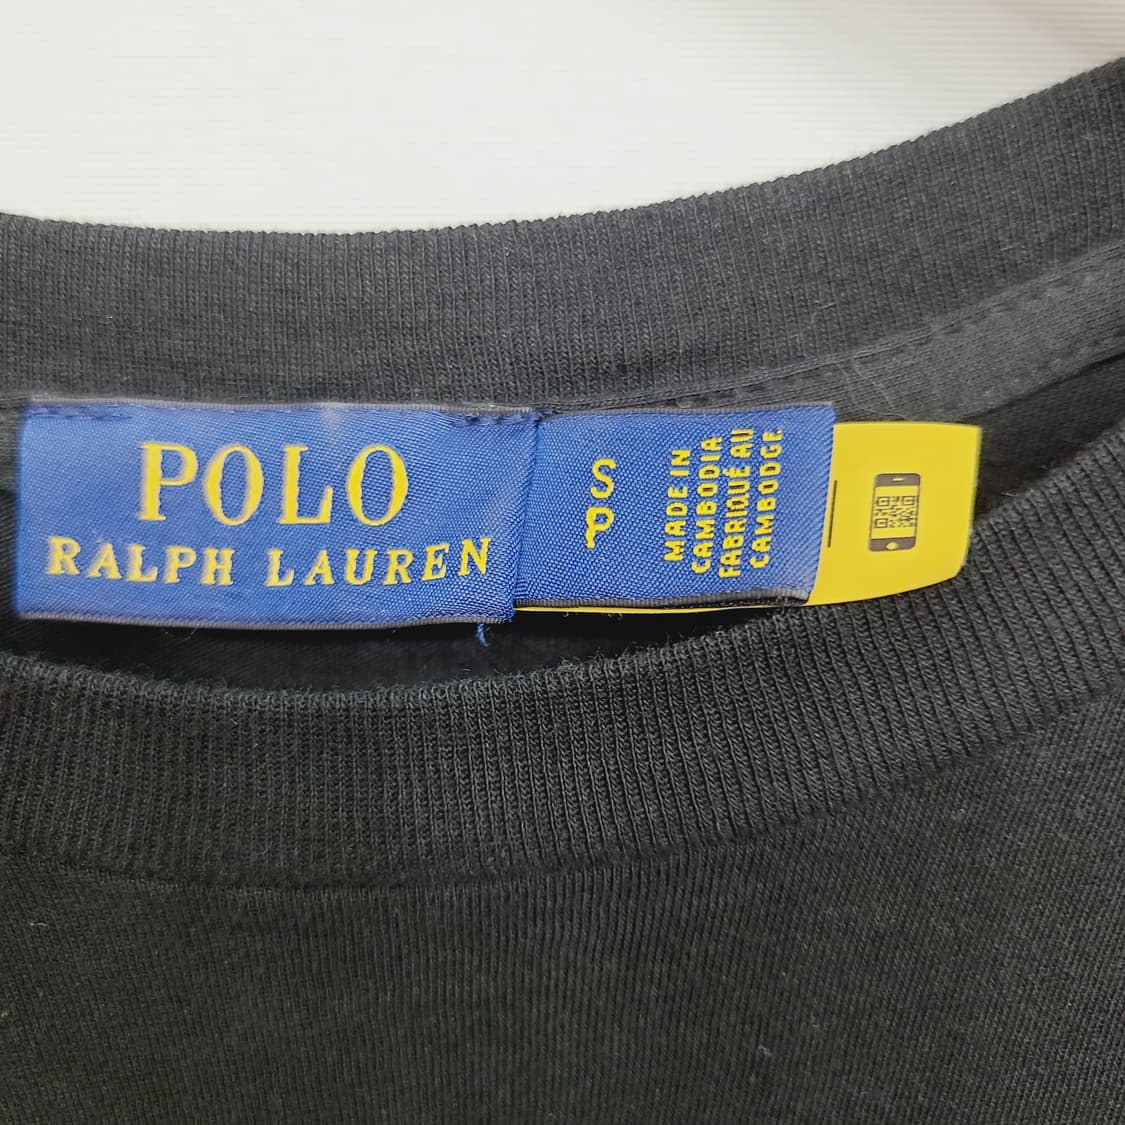 POLO
RALPH LAUREN
S
P
MADE IN
CAMBODIA
FABRIQUÉ AU
CAMBODGE